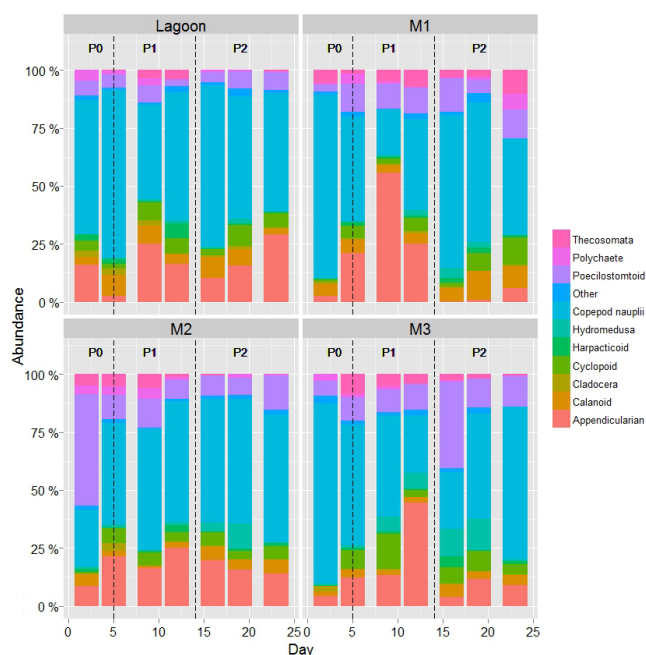 Lagoon
M1
P0 P1 P2
P0 P1 P2
100 %
75 %
50 %
25 %
0 %
Abundance
M2
M3
P0 P1 P2
P0 P1 P2
100 %
75 %
50 %
25 %
0 %
0 5 10 15 20 25
0 5 10 15 20 25
Day
Thecosomata
Polychaete
Poecilostomtoid
Other
Copepod nauplii
Hydromedusa
Harpacticoid
Cyclopoid
Cladocera
Calanoid
Appendicularian